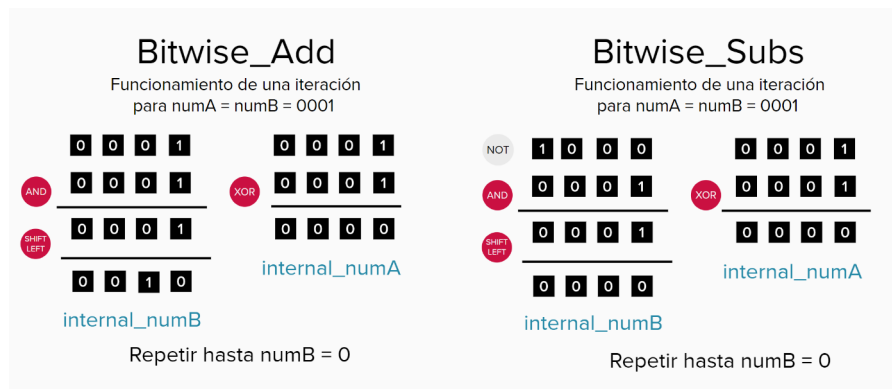 Bitwise_Add
Funcionamiento de una iteración
para numA = numB = 0001
0 0 0 1
AND 0 0 0 1
0 0 0 1
SHIFT LEFT
0 0 1 0
internal_numB
0 0 0 1
XOR 0 0 0 1
0 0 0 0
internal_numA
Repetir hasta numB = 0
Bitwise_Subs
Funcionamiento de una iteración
para numA = numB = 0001
NOT 1 0 0 0
AND 0 0 0 1
0 0 0 1
SHIFT LEFT
0 0 0 0
internal_numB
0 0 0 1
XOR 0 0 0 1
0 0 0 0
internal_numA
Repetir hasta numB = 0